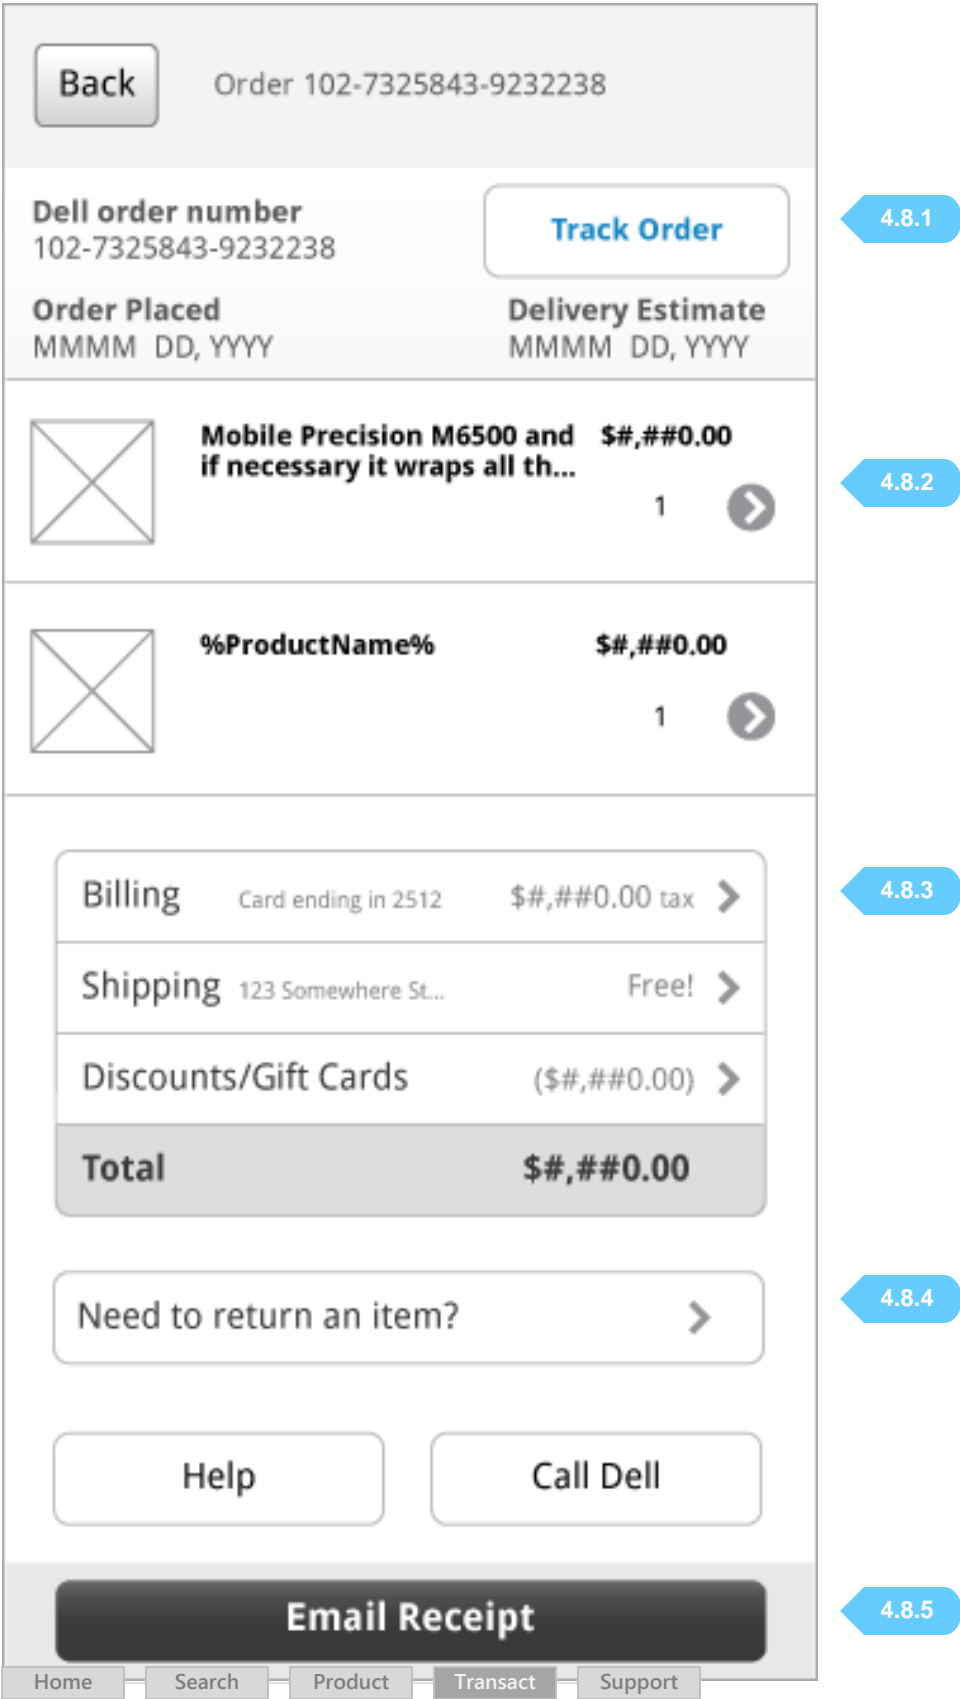 Back
Order 102-7325843-9232238
Dell order number
102-7325843-9232238
Track Order
4.8.1
Order Placed
MMMM DD, YYYY
Delivery Estimate
MMMM DD, YYYY
Mobile Precision M6500 and
if necessary it wraps all th...
$#,##0.00
1
4.8.2
%ProductName%
$#,##0.00
1
Billing Card ending in 2512 $#,##0.00 tax
4.8.3
Shipping 123 Somewhere St... Free!
Discounts/Gift Cards ($#,##0.00)
Total $#,##0.00
Need to return an item?
4.8.4
Help
Call Dell
Email Receipt
4.8.5
Home Search Product Transact Support